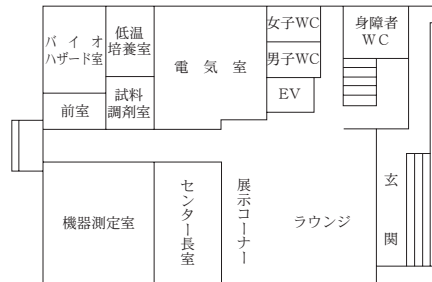 バイオ
ハザード室
低温
培養室
電気室
女子WC
男子WC
EV
身障者
WC
前室
試料
調剤室
機器測定室
センター長室
展示コーナー
ラウンジ
玄関